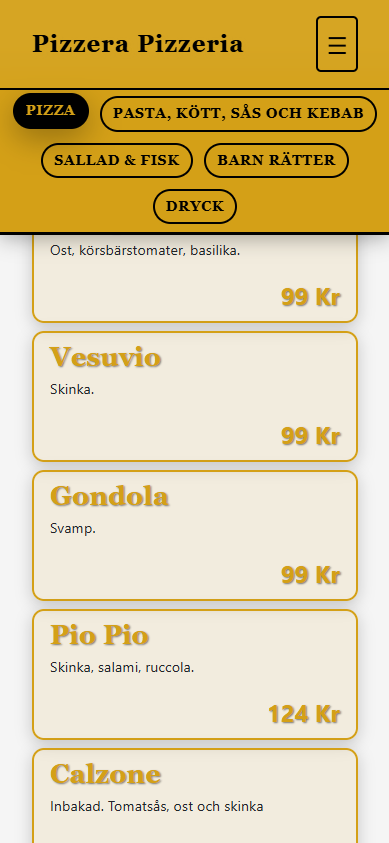 Pizzera Pizzeria
PIZZA
PASTA, KÖTT, SÅS OCH KEBAB
SALLAD & FISK
BARN RÄTTER
DRYCK
Ost, körsbärstomater, basilika.
99 Kr
Vesuvio
Skinka.
99 Kr
Gondola
Svamp.
99 Kr
Pio Pio
Skinka, salami, ruccola.
124 Kr
Calzone
Inbakad. Tomatsås, ost och skinka